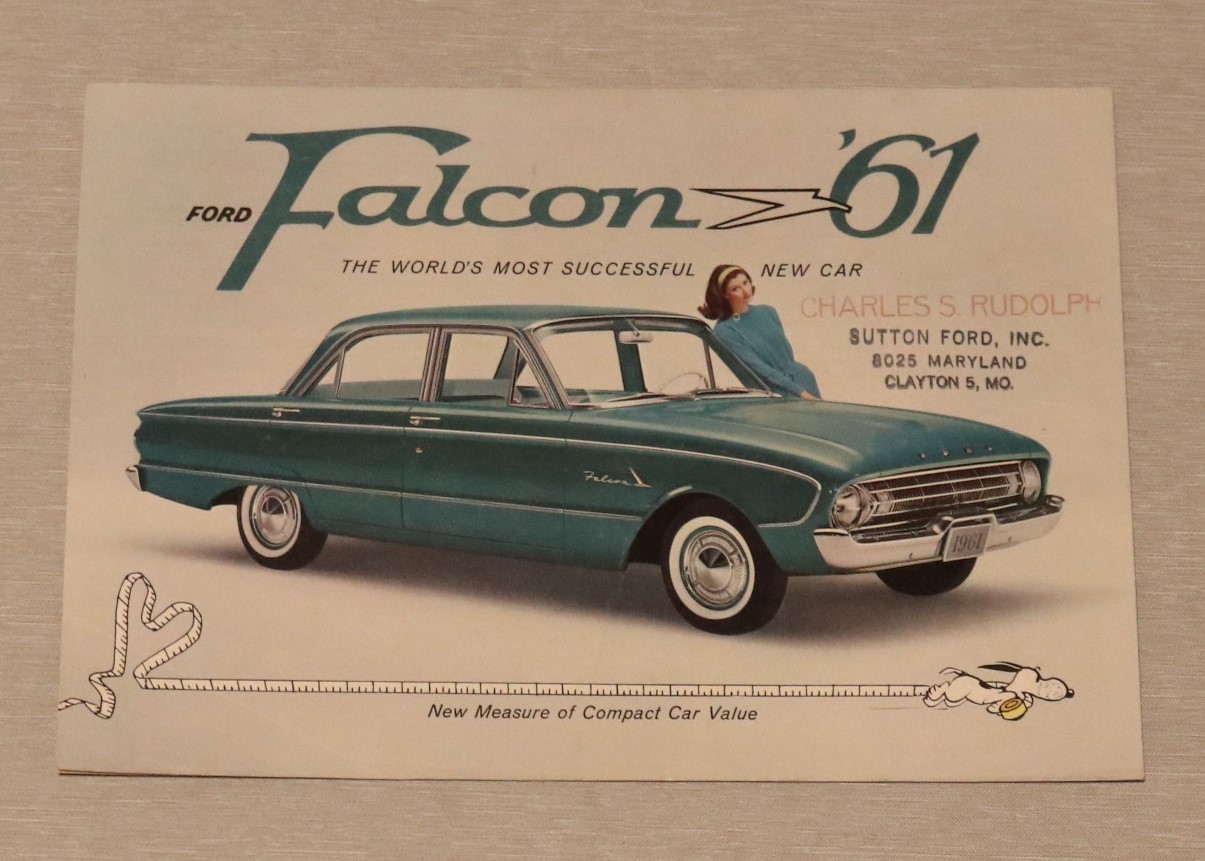 FORD Falcon '61
THE WORLD'S MOST SUCCESSFUL NEW CAR
CHARLES S. RUDOLPH
SUTTON FORD, INC.
8025 MARYLAND
CLAYTON 5, MO.
Falcon
FORD
1961
New Measure of Compact Car Value